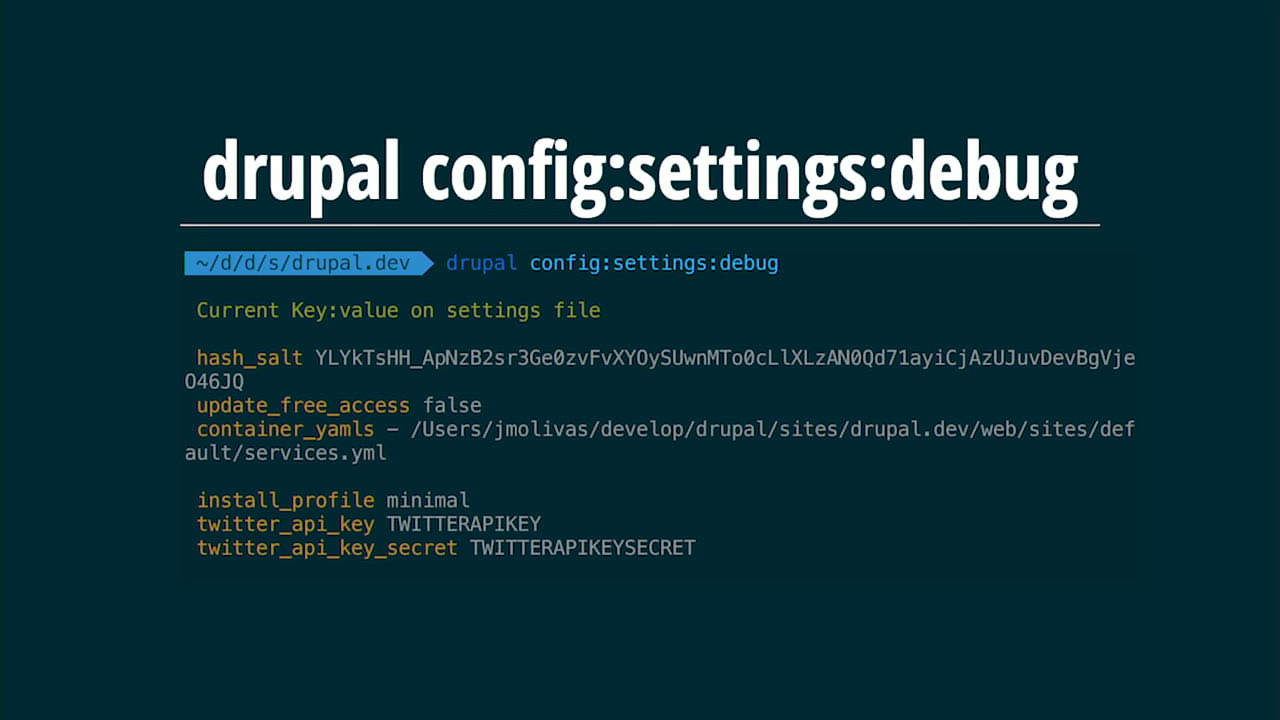 drupal config:settings:debug
~/d/d/s/drupal.dev drupal config:settings:debug
Current Key:value on settings file
hash_salt YLYkTsHH_ApNzB2sr3Ge0zvFvXYOySUwnMTo0cLlXLzAN0Qd71ayiCjAzUJuvDevBgVje
O46JQ
update_free_access false
container_yamls – /Users/jmolivas/develop/drupal/sites/drupal.dev/web/sites/def
ault/services.yml
install_profile minimal
twitter_api_key TWITTERAPIKEY
twitter_api_key_secret TWITTERAPIKEYSECRET